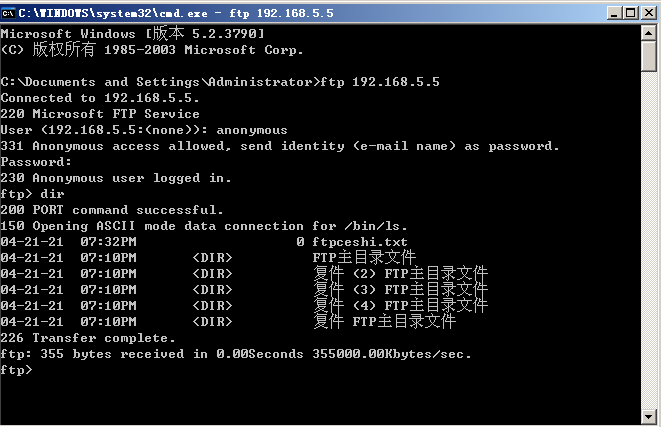 C:\WINDOWS\system32\cmd.exe - ftp 192.168.5.5
Microsoft Windows [版本 5.2.3790]
(C) 版权所有 1985-2003 Microsoft Corp.
C:\Documents and Settings\Administrator>ftp 192.168.5.5
Connected to 192.168.5.5.
220 Microsoft FTP Service
User (192.168.5.5:(none)): anonymous
331 Anonymous access allowed, send identity (e-mail name) as password.
Password:
230 Anonymous user logged in.
ftp> dir
200 PORT command successful.
150 Opening ASCII mode data connection for /bin/ls.
04-21-21  07:32PM                    0 ftpceshi.txt
04-21-21  07:10PM       <DIR>          FTP主目录文件
04-21-21  07:10PM       <DIR>          复件 (2) FTP主目录文件
04-21-21  07:10PM       <DIR>          复件 (3) FTP主目录文件
04-21-21  07:10PM       <DIR>          复件 (4) FTP主目录文件
04-21-21  07:10PM       <DIR>          复件 FTP主目录文件
226 Transfer complete.
ftp: 355 bytes received in 0.00Seconds 355000.00Kbytes/sec.
ftp>